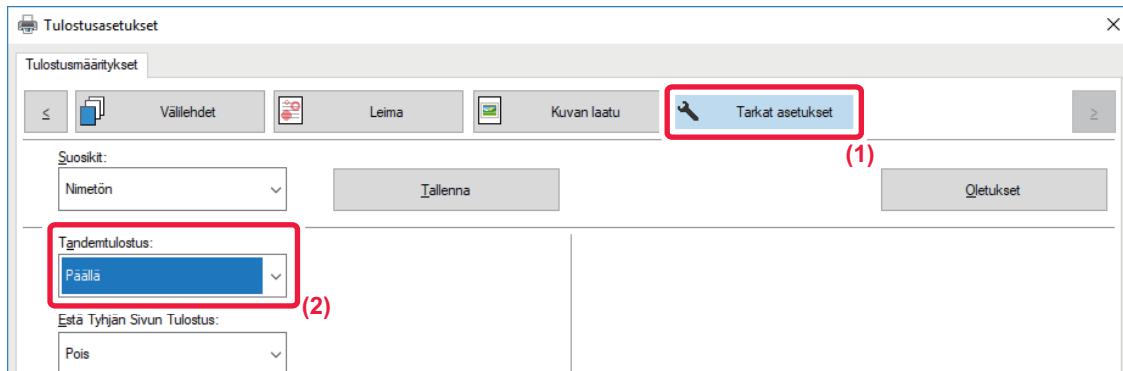 Tulostusasetukset
Tulostusmääritykset
≤ Välilehdet Leima Kuvan laatu Tarkat asetukset ≥
(1)
Suosikit:
Nimetön Tallenna Oletukset
Tandemtulostus:
Päällä
(2)
Estä Tyhjän Sivun Tulostus:
Pois